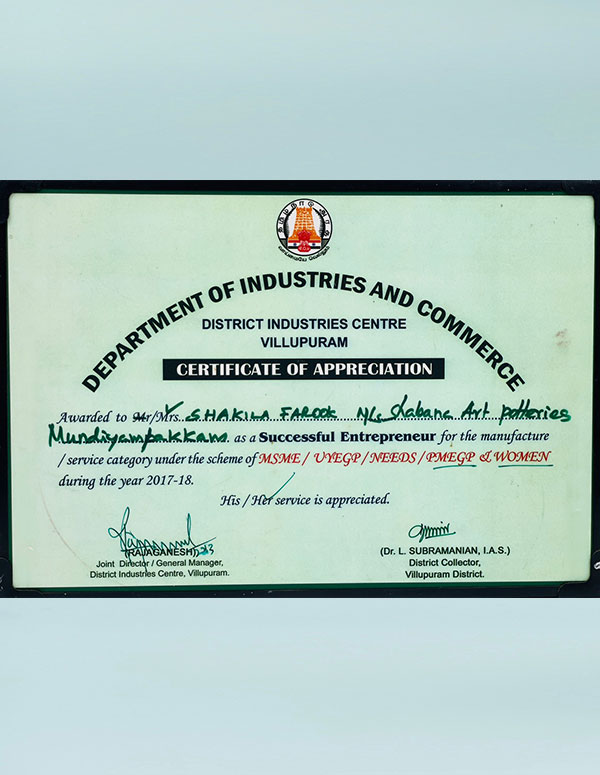 தமிழ்நாடு அரசு
வாய்மையே வெல்லும்
DEPARTMENT OF INDUSTRIES AND COMMERCE
DISTRICT INDUSTRIES CENTRE
VILLUPURAM
CERTIFICATE OF APPRECIATION
Awarded to Mr/Mrs. SHAKILA FAROOK M/s. Shabana Art potteries
Mundiyampakkam. as a Successful Entrepreneur for the manufacture
/ service category under the scheme of MSME / UYEGP / NEEDS / PMEGP & WOMEN
during the year 2017-18.
His / Her service is appreciated.
(RAJAGANESH)
Joint Director / General Manager,
District Industries Centre, Villupuram.
(Dr. L. SUBRAMANIAN, I.A.S.)
District Collector,
Villupuram District.